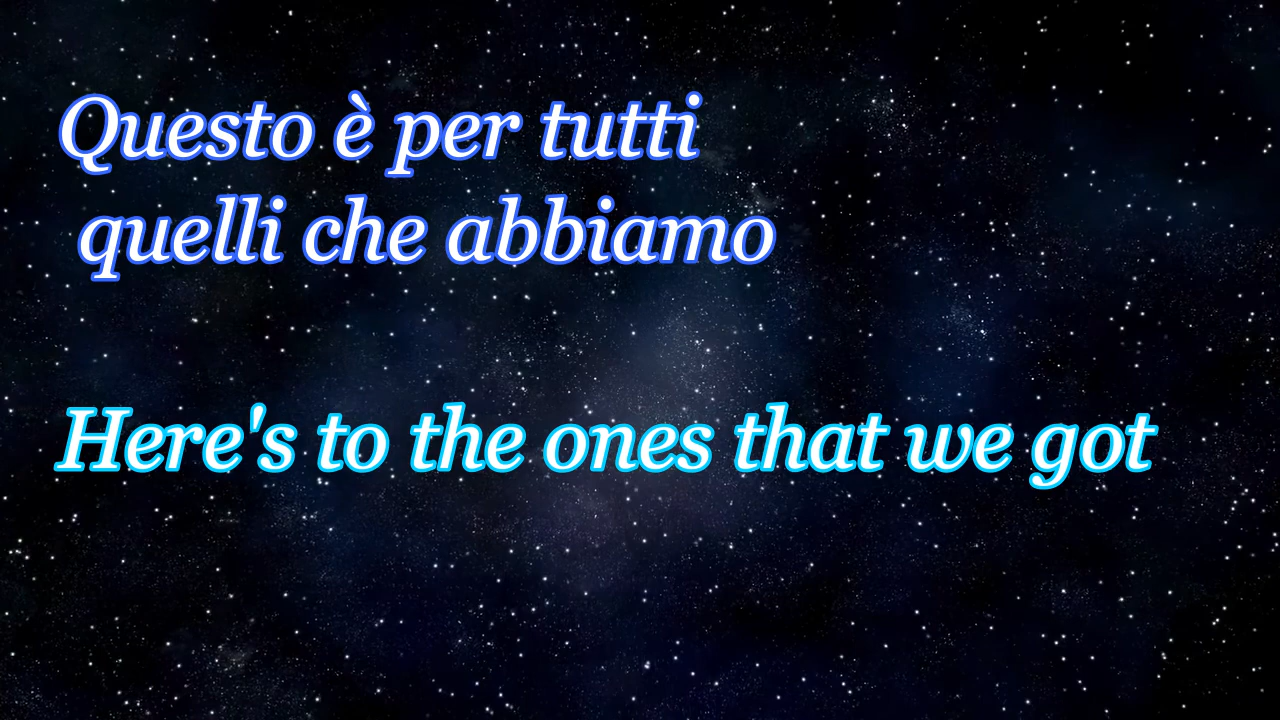 Questo è per tutti
quelli che abbiamo
Here's to the ones that we got